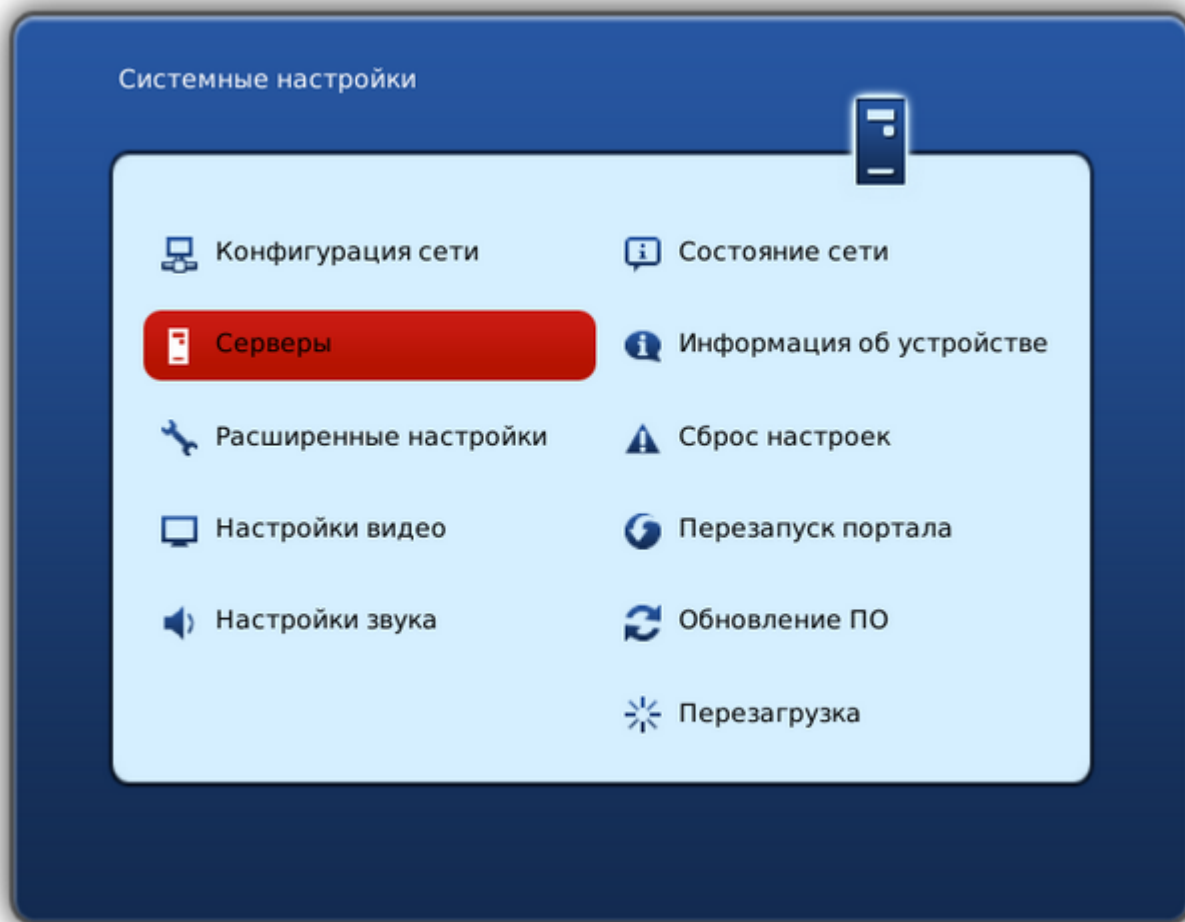 Системные настройки
Конфигурация сети
Состояние сети
Серверы
Информация об устройстве
Расширенные настройки
Сброс настроек
Настройки видео
Перезапуск портала
Настройки звука
Обновление ПО
Перезагрузка